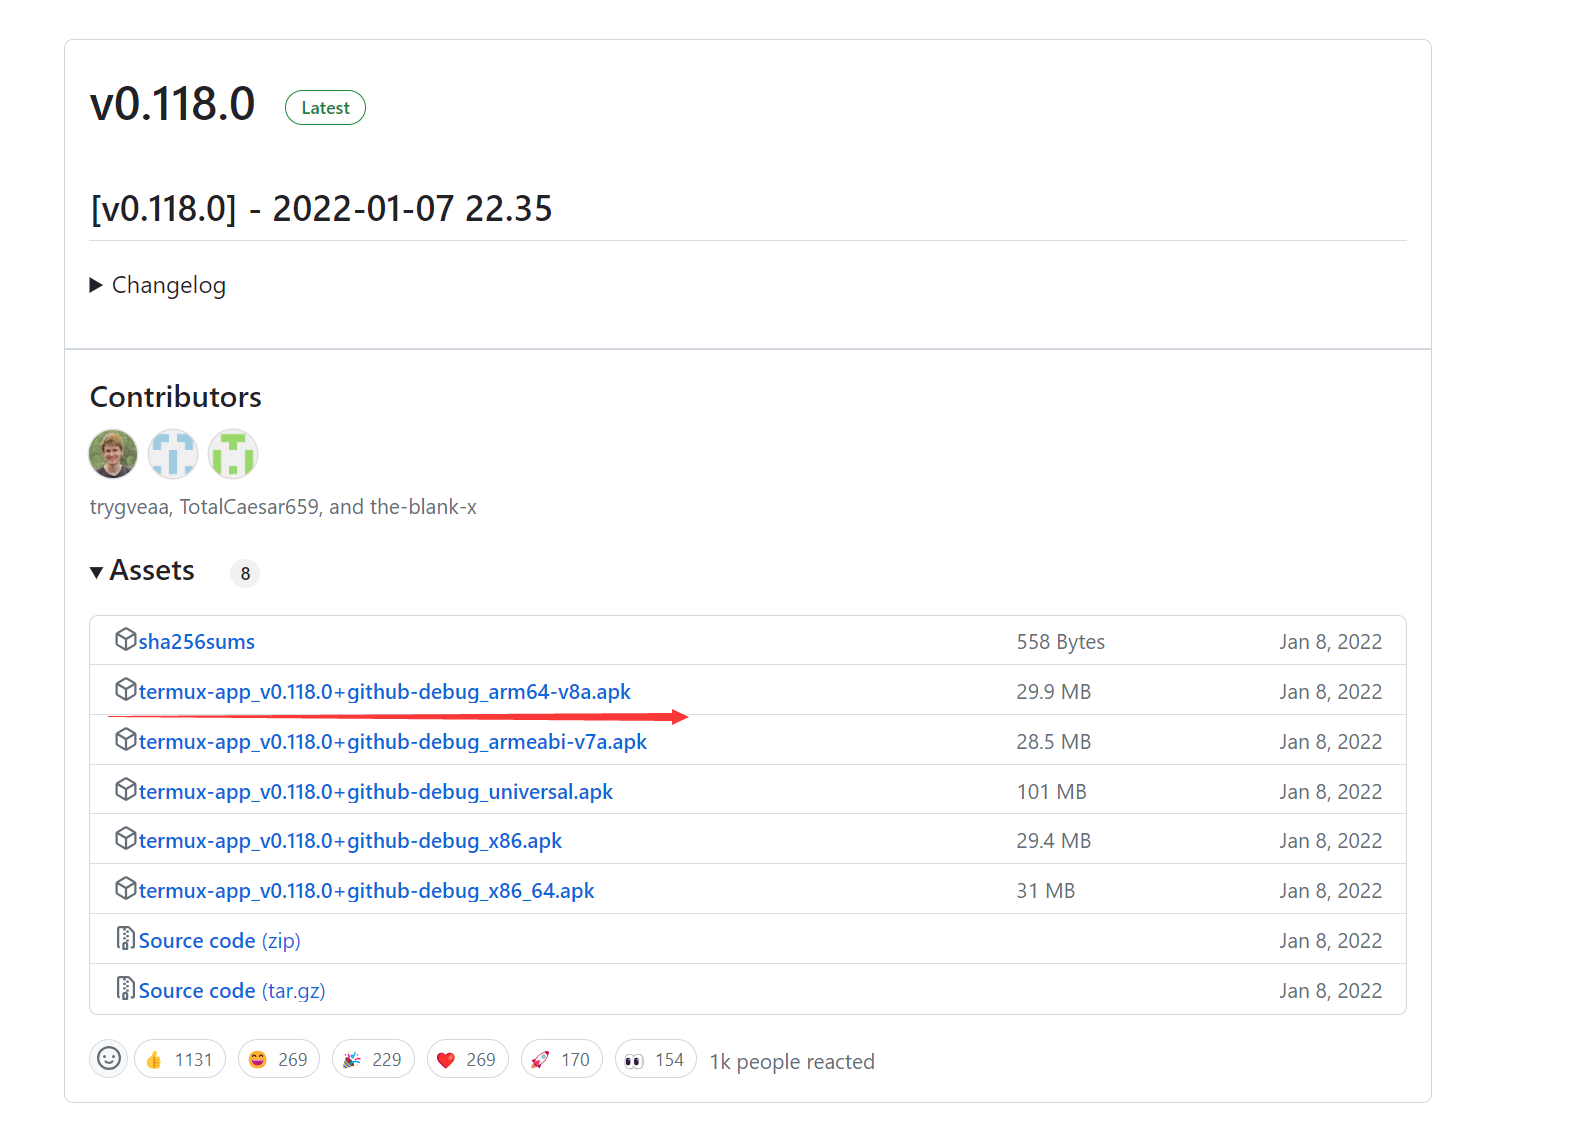 v0.118.0 Latest
[v0.118.0] - 2022-01-07 22.35
Changelog
Contributors
trygveaa, TotalCaesar659, and the-blank-x
Assets 8
sha256sums 558 Bytes Jan 8, 2022
termux-app_v0.118.0+github-debug_arm64-v8a.apk 29.9 MB Jan 8, 2022
termux-app_v0.118.0+github-debug_armeabi-v7a.apk 28.5 MB Jan 8, 2022
termux-app_v0.118.0+github-debug_universal.apk 101 MB Jan 8, 2022
termux-app_v0.118.0+github-debug_x86.apk 29.4 MB Jan 8, 2022
termux-app_v0.118.0+github-debug_x86_64.apk 31 MB Jan 8, 2022
Source code (zip) Jan 8, 2022
Source code (tar.gz) Jan 8, 2022
1131 269 229 269 170 154 1k people reacted